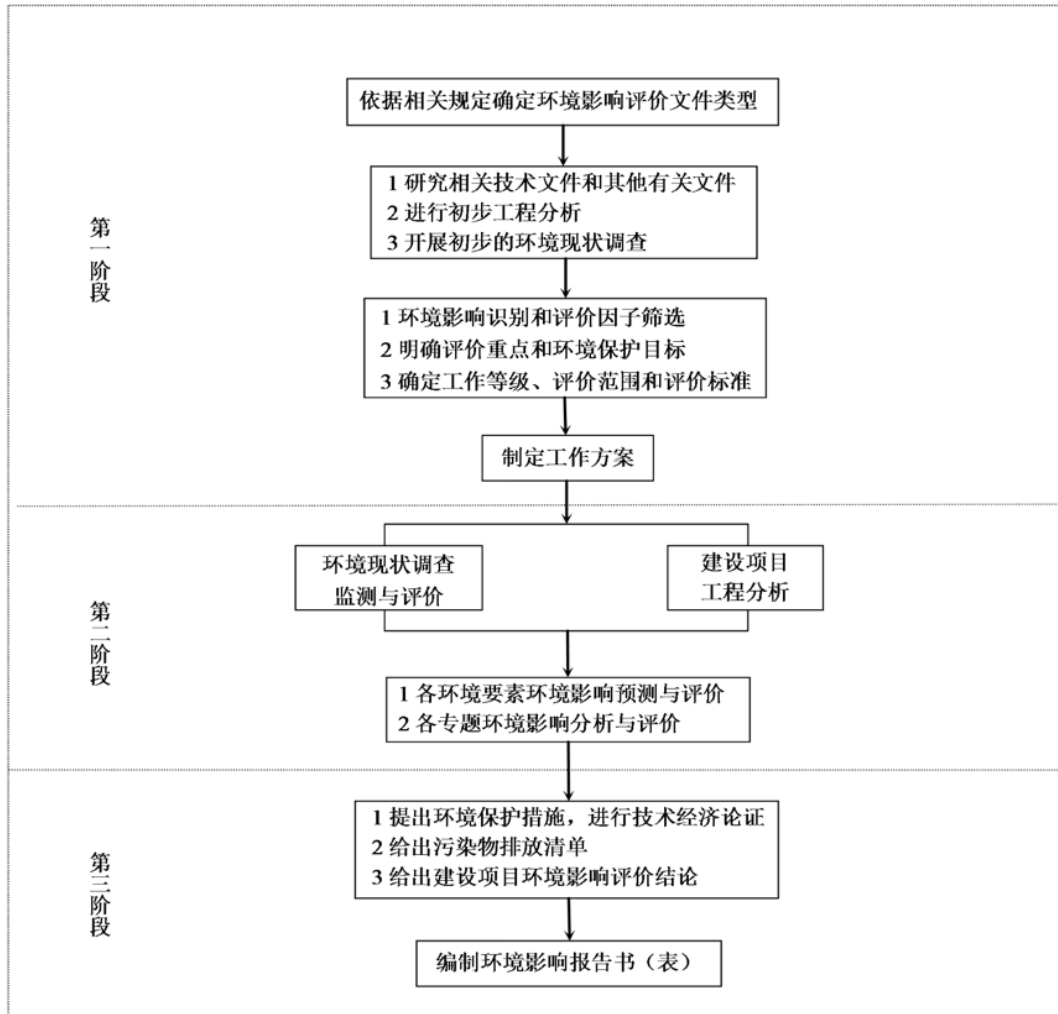 依据相关规定确定环境影响评价文件类型
1 研究相关技术文件和其他有关文件
2 进行初步工程分析
3 开展初步的环境现状调查
第一阶段
1 环境影响识别和评价因子筛选
2 明确评价重点和环境保护目标
3 确定工作等级、评价范围和评价标准
制定工作方案
环境现状调查
监测与评价
建设项目
工程分析
第二阶段
1 各环境要素环境影响预测与评价
2 各专题环境影响分析与评价
1 提出环境保护措施，进行技术经济论证
2 给出污染物排放清单
3 给出建设项目环境影响评价结论
第三阶段
编制环境影响报告书（表）